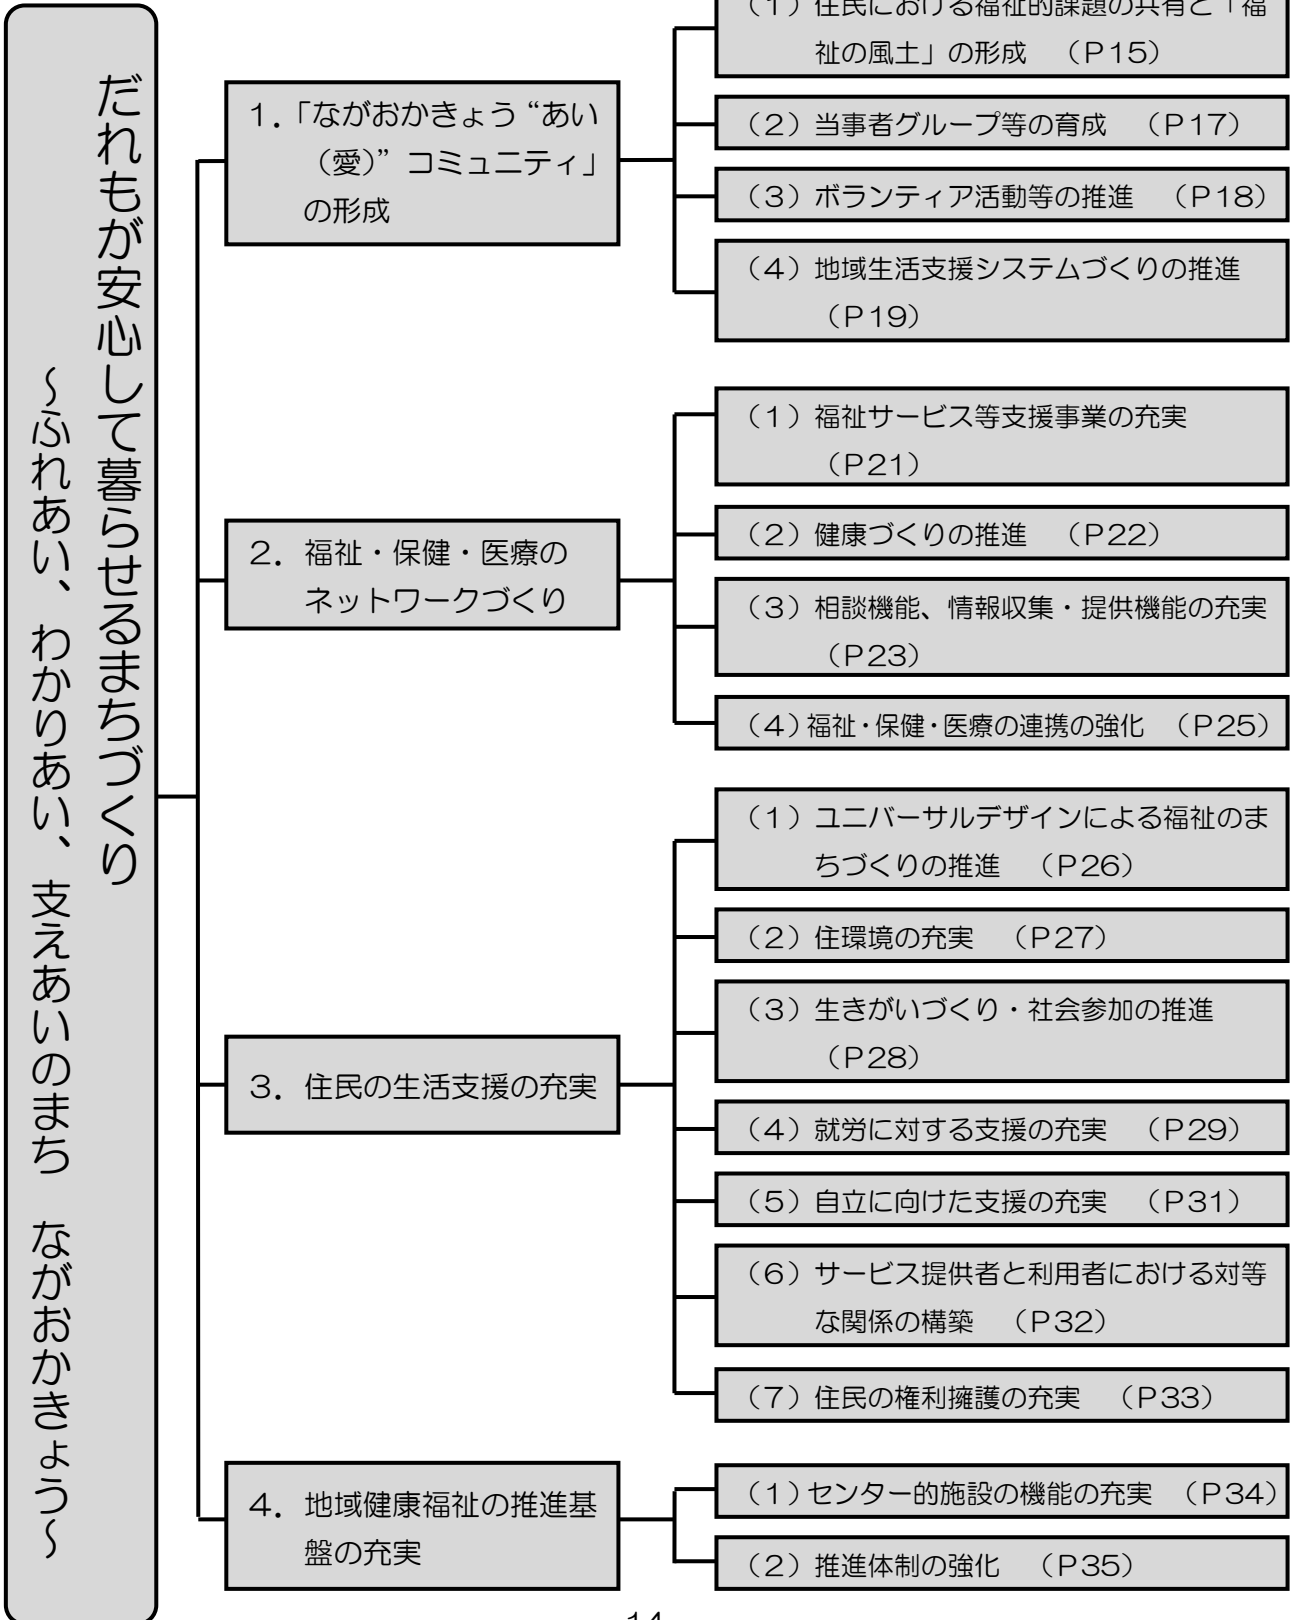 だれもが安心して暮らせるまちづくり
～ふれあい、わかりあい、支えあいのまち　ながおかきょう～
１．「ながおかきょう“あい
（愛）”コミュニティ」
の形成
（１）住民における福祉的課題の共有と「福
祉の風土」の形成　（Ｐ15）
（２）当事者グループ等の育成　（Ｐ17）
（３）ボランティア活動等の推進　（Ｐ18）
（４）地域生活支援システムづくりの推進
（Ｐ19）
２．福祉・保健・医療の
ネットワークづくり
（１）福祉サービス等支援事業の充実
（Ｐ21）
（２）健康づくりの推進　（Ｐ22）
（３）相談機能、情報収集・提供機能の充実
（Ｐ23）
（４）福祉・保健・医療の連携の強化　（Ｐ25）
３．住民の生活支援の充実
（１）ユニバーサルデザインによる福祉のま
ちづくりの推進　（Ｐ26）
（２）住環境の充実　（Ｐ27）
（３）生きがいづくり・社会参加の推進
（Ｐ28）
（４）就労に対する支援の充実　（Ｐ29）
（５）自立に向けた支援の充実　（Ｐ31）
（６）サービス提供者と利用者における対等
な関係の構築　（Ｐ32）
（７）住民の権利擁護の充実　（Ｐ33）
４．地域健康福祉の推進基
盤の充実
（１）センター的施設の機能の充実　（Ｐ34）
（２）推進体制の強化　（Ｐ35）
14